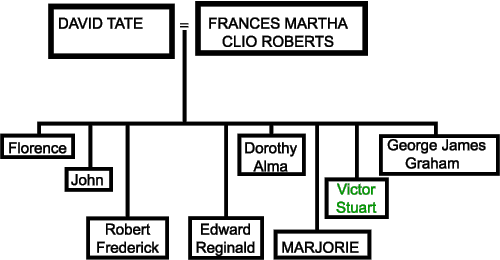 DAVID TATE = FRANCES MARTHA
CLIO ROBERTS
Florence
John
Robert
Frederick
Edward
Reginald
Dorothy
Alma
MARJORIE
Victor
Stuart
George James
Graham